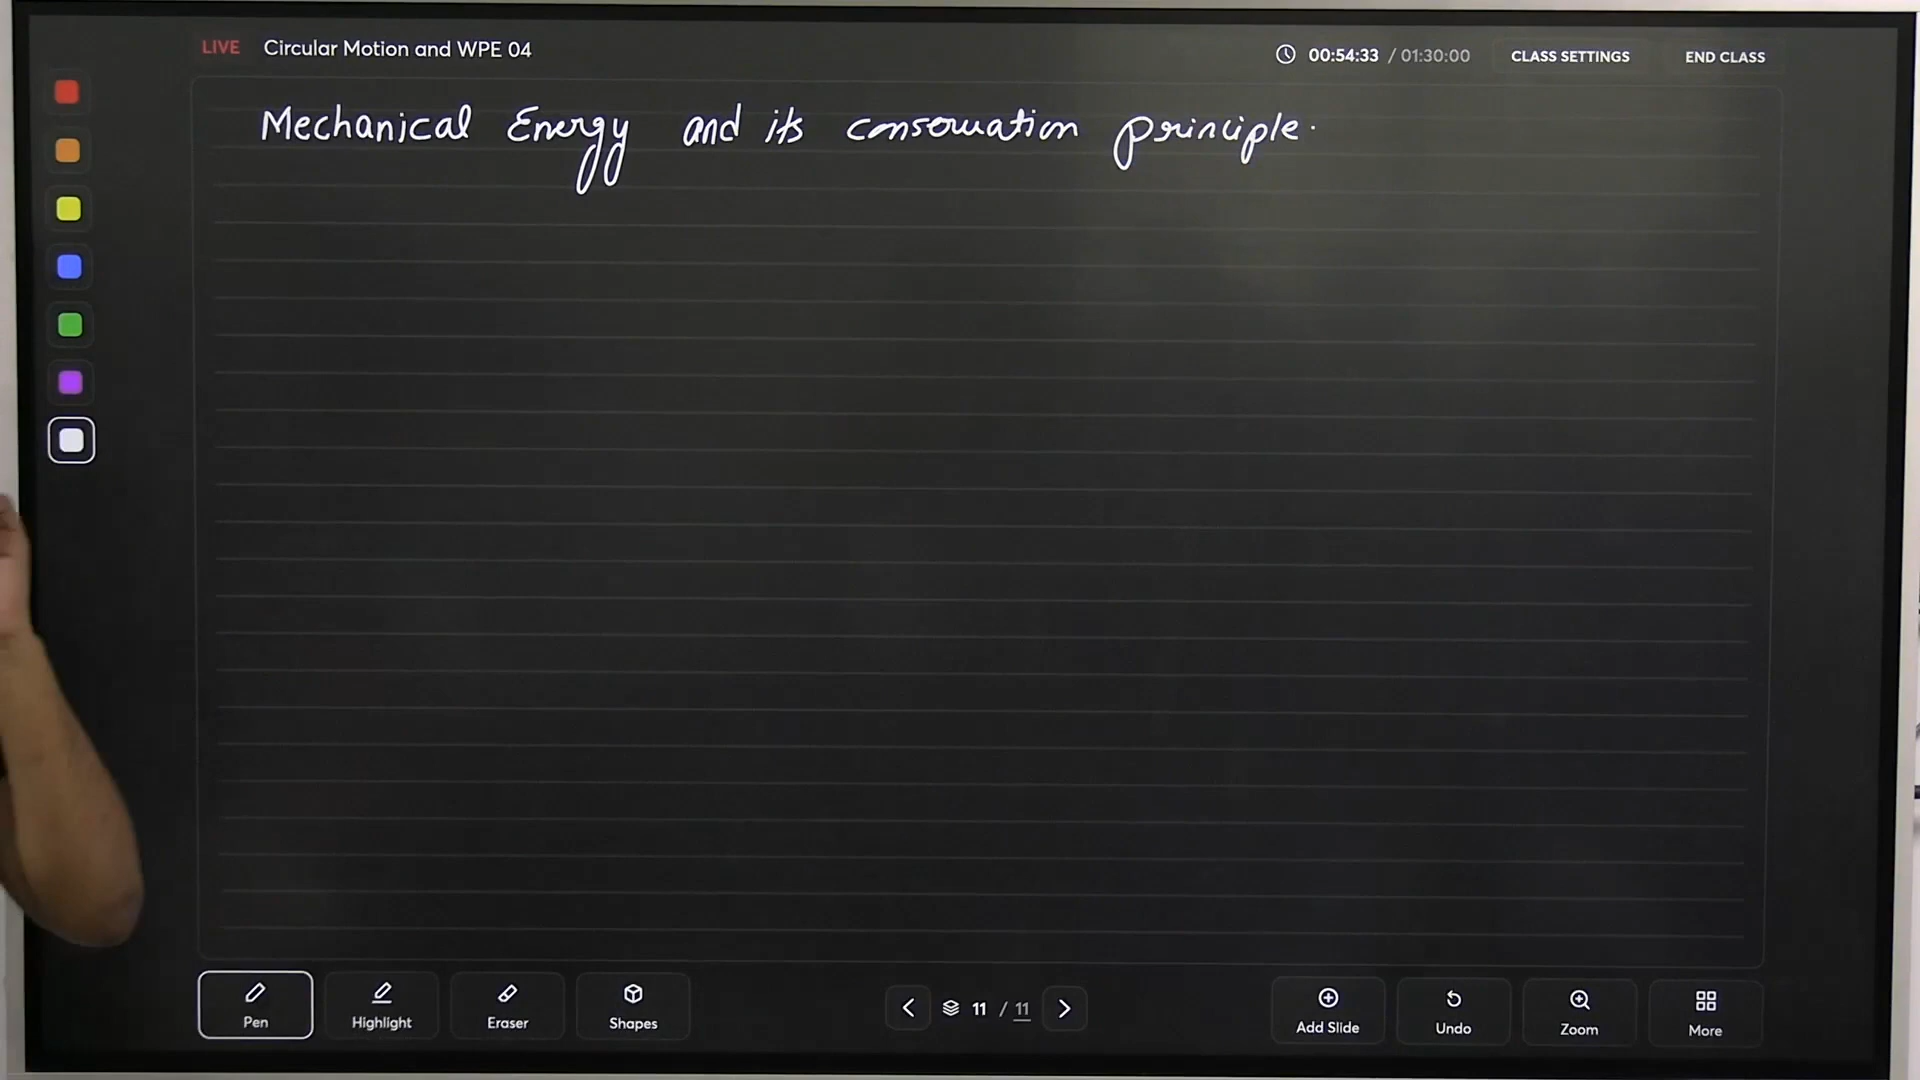 LIVE Circular Motion and WPE 04 00:54:33 / 01:30:00 CLASS SETTINGS END CLASS
Mechanical Energy and its conservation principle.
Pen Highlight Eraser Shapes 11 / 11 Add Slide Undo Zoom More